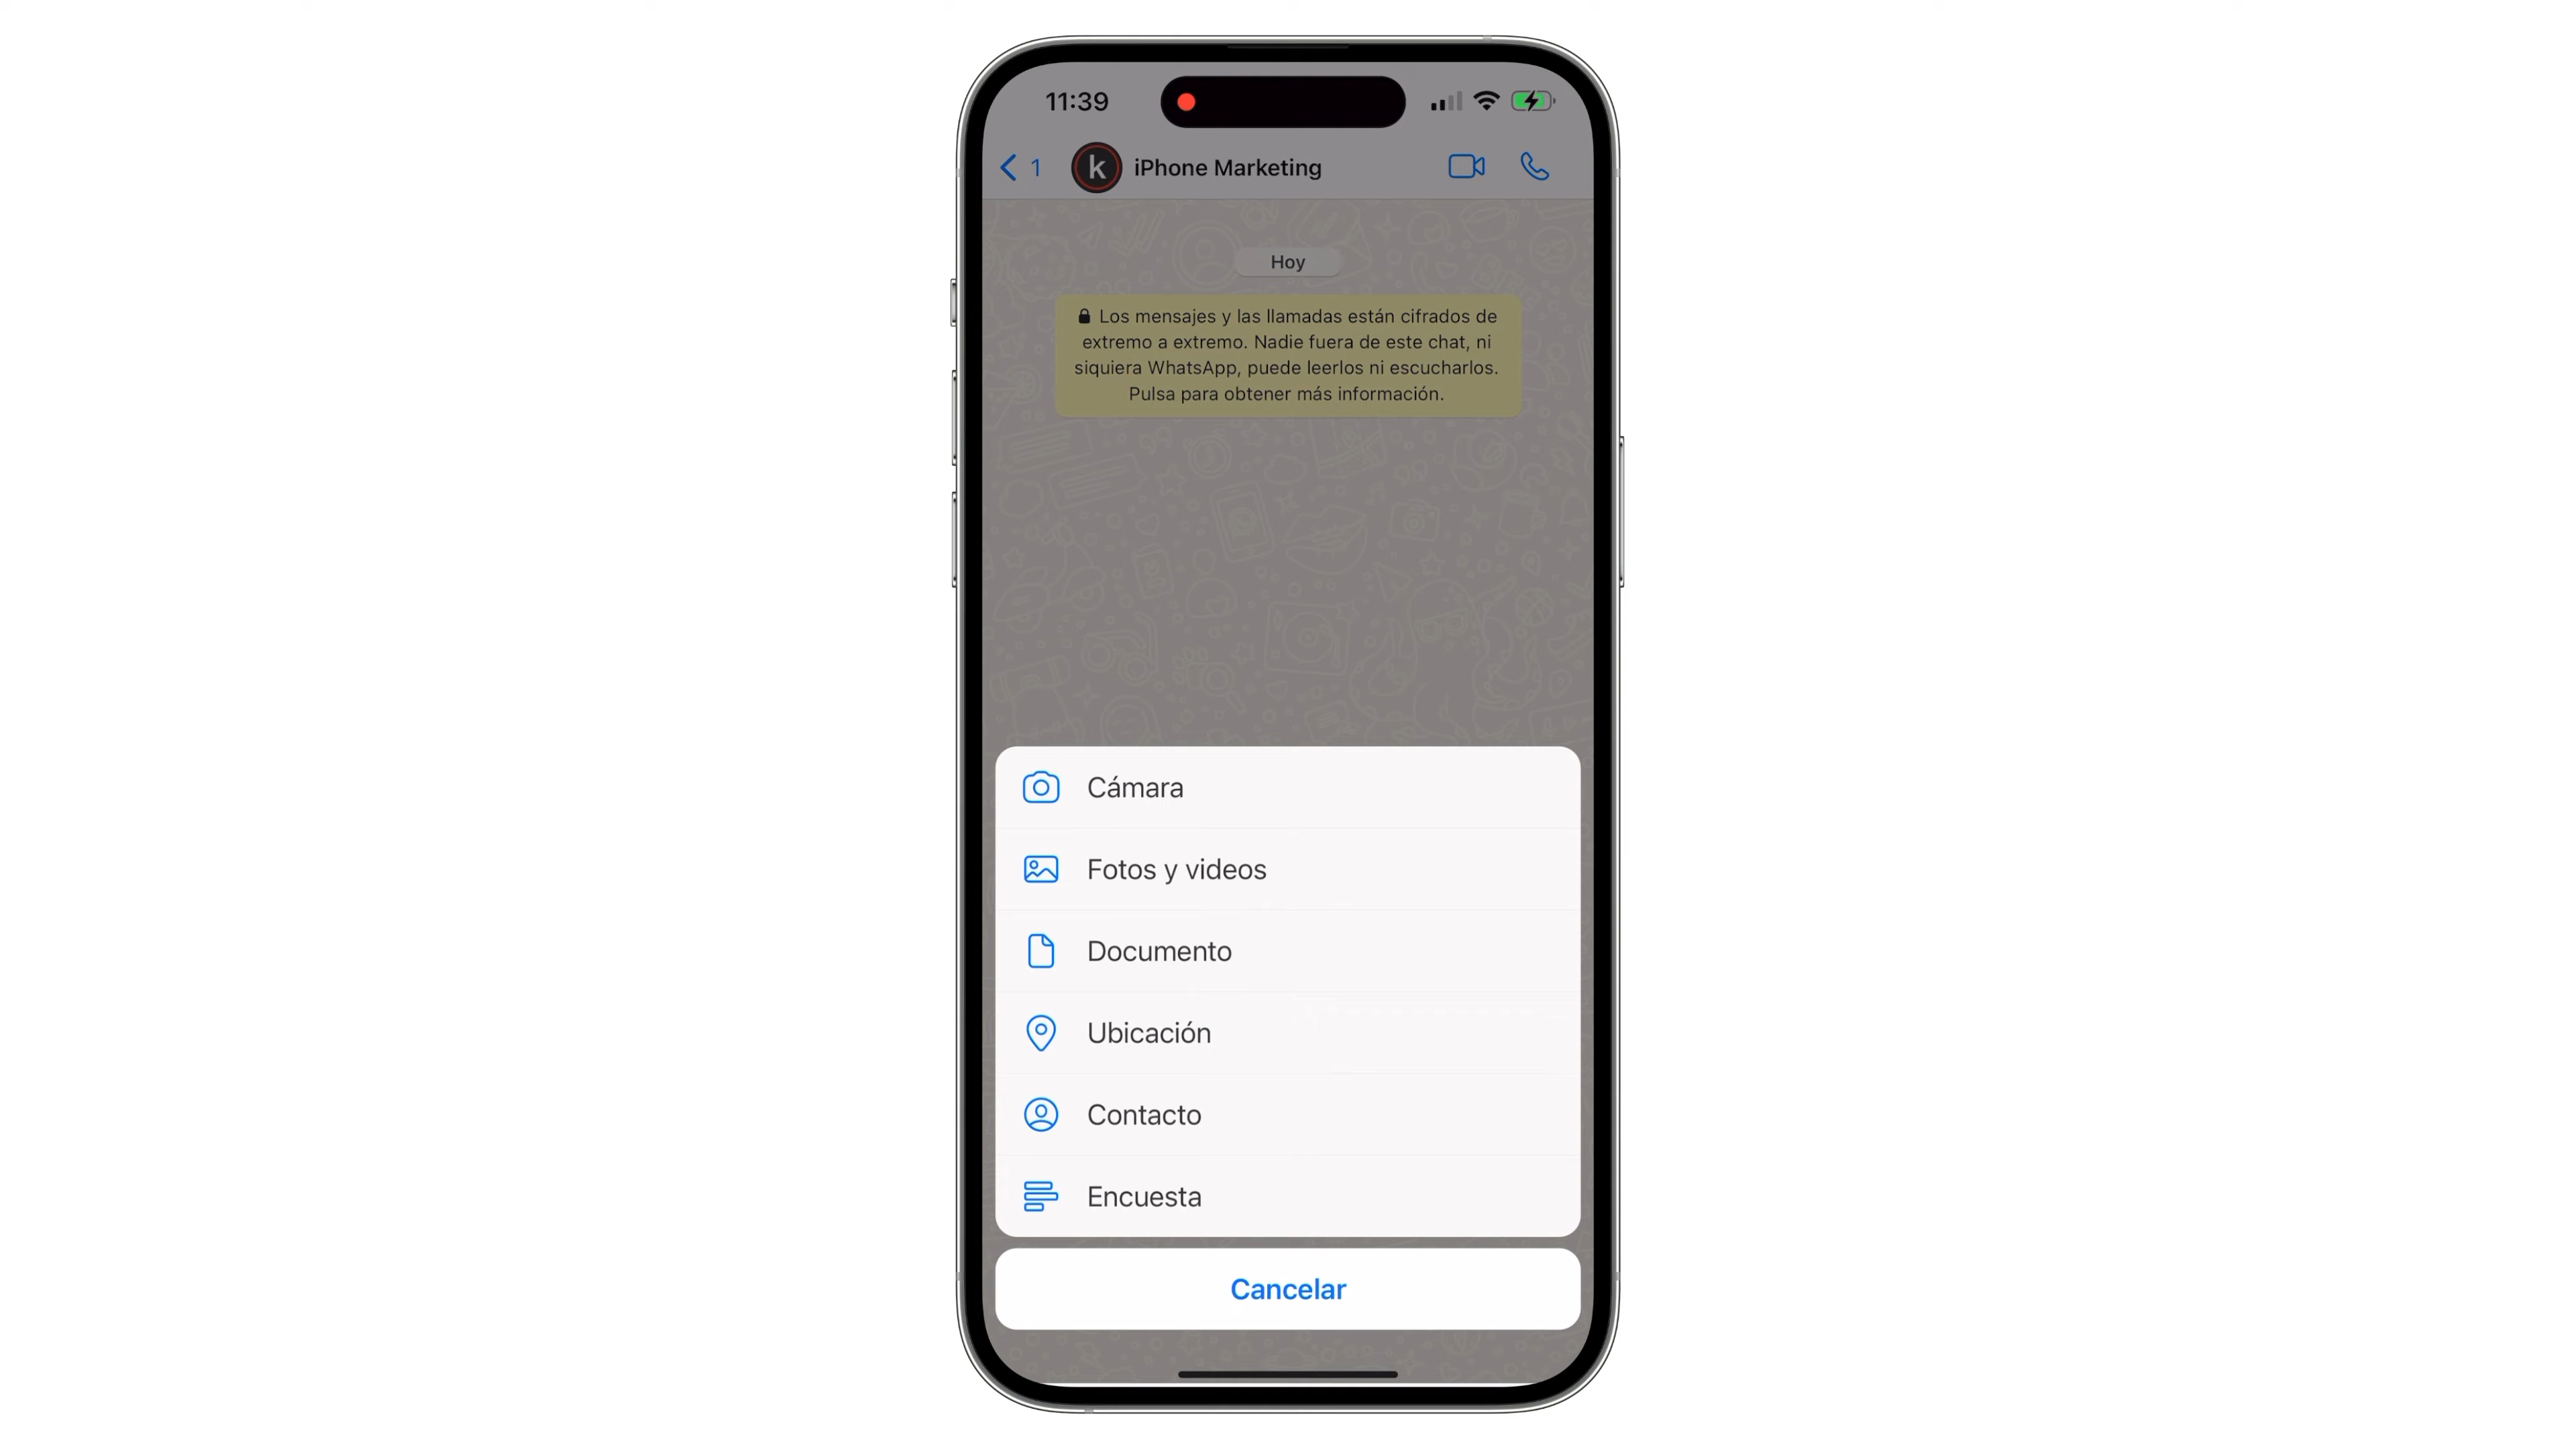 11:39
1 k iPhone Marketing
Hoy
Los mensajes y las llamadas están cifrados de
extremo a extremo. Nadie fuera de este chat, ni
siquiera WhatsApp, puede leerlos ni escucharlos.
Pulsa para obtener más información.
Cámara
Fotos y videos
Documento
Ubicación
Contacto
Encuesta
Cancelar